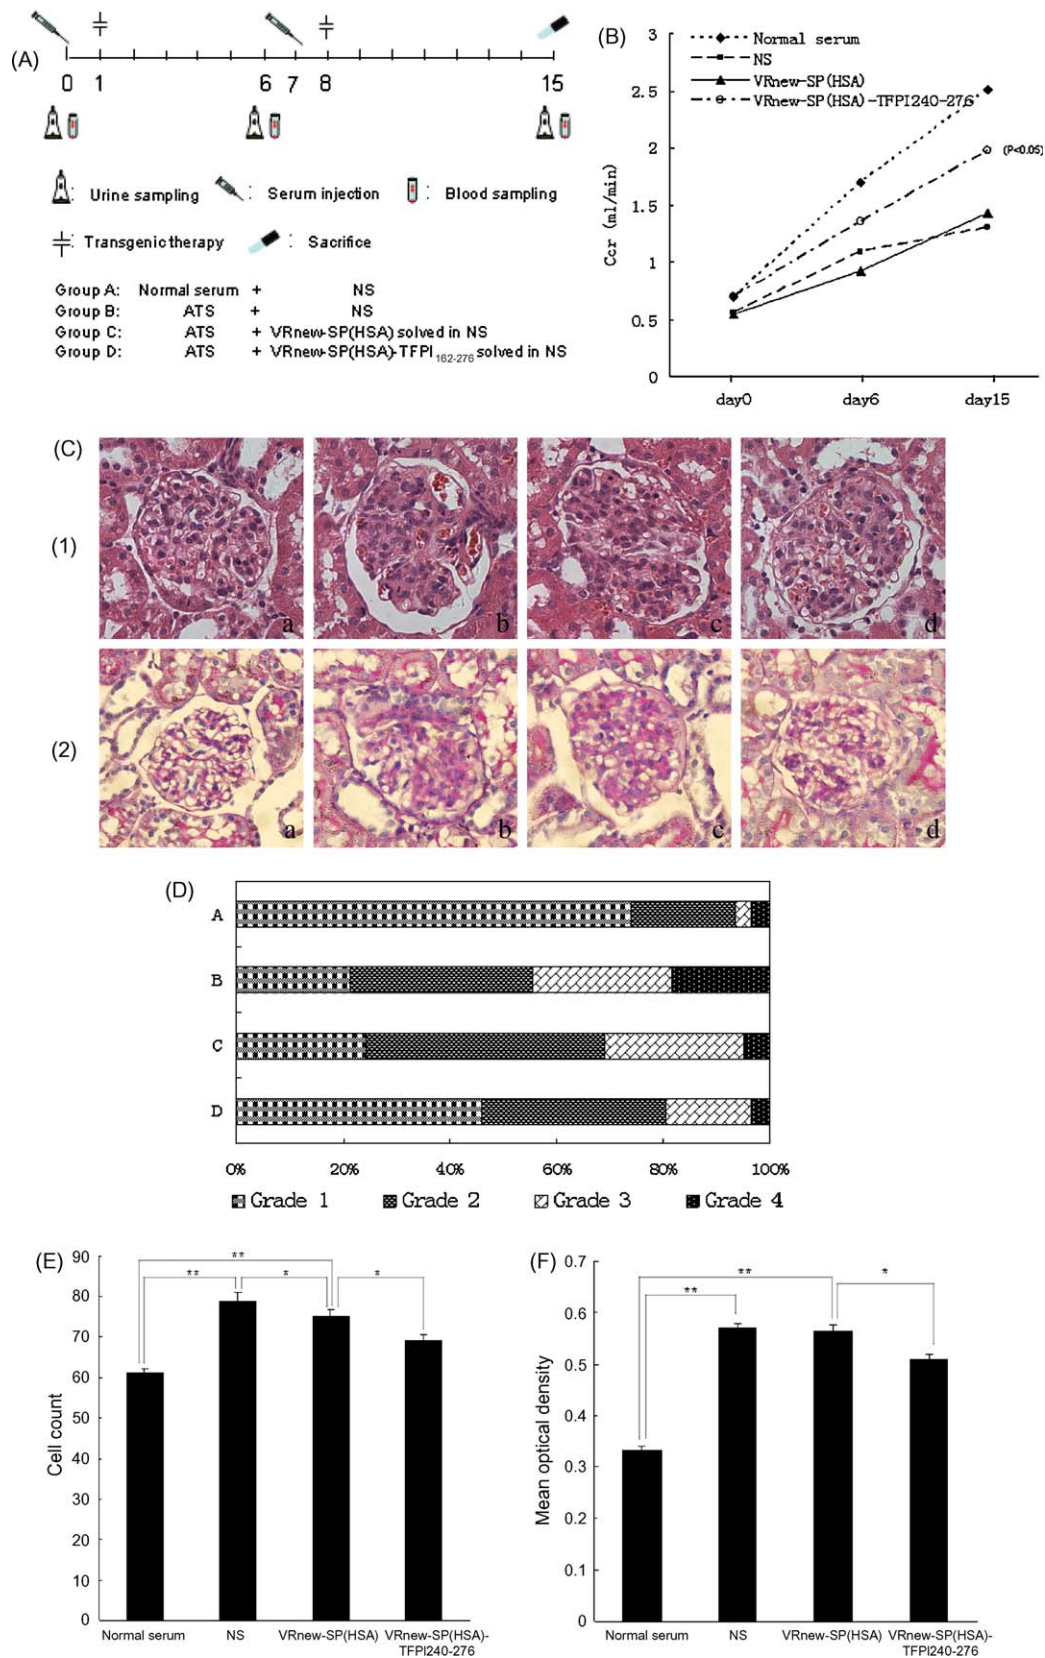 (A)
0 1 6 7 8 15
: Urine sampling : Serum injection : Blood sampling
: Transgenic therapy : Sacrifice
Group A: Normal serum + NS
Group B: ATS + NS
Group C: ATS + VRnew-SP(HSA) solved in NS
Group D: ATS + VRnew-SP(HSA)-TFPI162-276 solved in NS
(B)
3
2.5
2
1.5
1
0.5
0
Ccr (ml/min)
Normal serum
NS
VRnew-SP(HSA)
VRnew-SP(HSA)-TFPI240-276
(P<0.05)
day0 day6 day15
(C)
(1)
a b c d
(2)
a b c d
(D)
A
B
C
D
0% 20% 40% 60% 80% 100%
Grade 1 Grade 2 Grade 3 Grade 4
(E)
90
80
70
60
50
40
30
20
10
0
Cell count
**
** * *
Normal serum NS VRnew-SP(HSA) VRnew-SP(HSA)-
TFPI240-276
(F)
0.7
0.6
0.5
0.4
0.3
0.2
0.1
0
Mean optical density
** *
**
Normal serum NS VRnew-SP(HSA) VRnew-SP(HSA)-
TFPI240-276